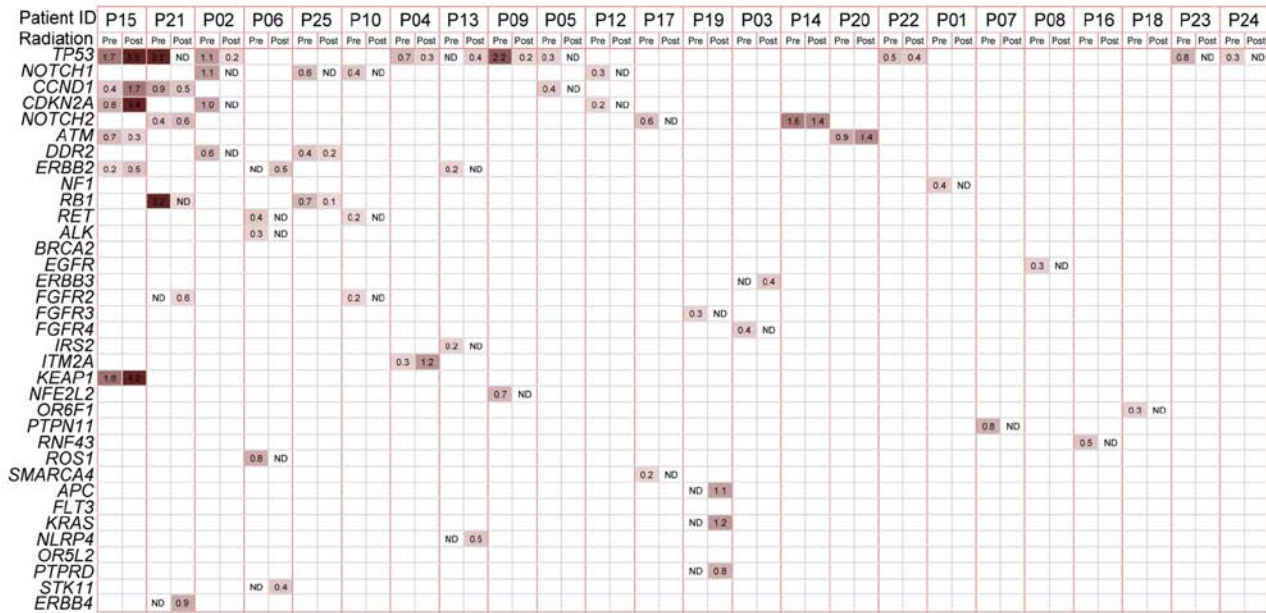 Patient ID P15 P21 P02 P06 P25 P10 P04 P13 P09 P05 P12 P17 P19 P03 P14 P20 P22 P01 P07 P08 P16 P18 P23 P24
Radiation Pre Post Pre Post Pre Post Pre Post Pre Post Pre Post Pre Post Pre Post Pre Post Pre Post Pre Post Pre Post Pre Post Pre Post Pre Post Pre Post Pre Post Pre Post Pre Post Pre Post Pre Post Pre Post Pre Post Pre Post
TP53 1.7 ND 1.1 0.2 0.7 0.3 ND 0.4 2.2 0.2 0.3 ND 0.5 0.4 0.8 ND 0.3 ND
NOTCH1 1.1 ND 0.6 ND 0.4 ND 0.3 ND
CCND1 0.4 1.7 0.9 0.5 0.4 ND
CDKN2A 0.8 1.0 ND 0.2 ND
NOTCH2 0.4 0.6 0.6 ND 1.6 1.4
ATM 0.7 0.3 0.9 1.4
DDR2 0.6 ND 0.4 0.2
ERBB2 0.2 0.5 ND 0.5 0.2 ND
NF1 0.4 ND
RB1 ND 0.7 0.1
RET 0.4 ND 0.2 ND
ALK 0.3 ND
BRCA2
EGFR 0.3 ND
ERBB3 ND 0.4
FGFR2 ND 0.6 0.2 ND
FGFR3 0.3 ND
FGFR4 0.4 ND
IRS2 0.2 ND
ITM2A 0.3 1.2
KEAP1
NFE2L2 0.7 ND
OR6F1 0.3 ND
PTPN11 0.8 ND
RNF43 0.5 ND
ROS1 0.8 ND
SMARCA4 0.2 ND
APC ND 1.1
FLT3
KRAS ND 1.2
NLRP4 ND 0.5
OR5L2
PTPRD ND 0.8
STK11 ND 0.4
ERBB4 ND 0.9